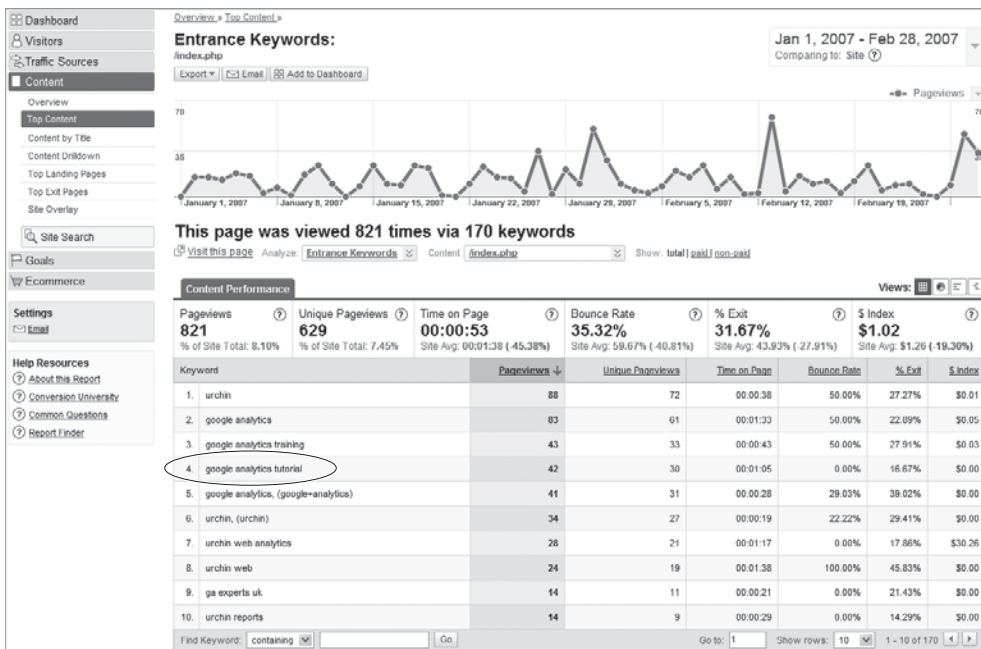 Dashboard
Visitors
Traffic Sources
Content
Overview
Top Content
Content by Title
Content Drilldown
Top Landing Pages
Top Exit Pages
Site Overlay
Site Search
Goals
Ecommerce
Settings
Email
Help Resources
About this Report
Conversion University
Common Questions
Report Finder
Overview » Top Content »
Entrance Keywords:
/index.php
Export Email Add to Dashboard
Jan 1, 2007 - Feb 28, 2007
Comparing to: Site
Pageviews
70
35
January 1, 2007 January 8, 2007 January 15, 2007 January 22, 2007 January 29, 2007 February 5, 2007 February 12, 2007 February 19, 2007
This page was viewed 821 times via 170 keywords
Visit this page Analyze: Entrance Keywords Content /index.php Show: total | paid | non-paid
Content Performance Views:
Pageviews Unique Pageviews Time on Page Bounce Rate % Exit $ Index
821 629 00:00:53 35.32% 31.67% $1.02
% of Site Total: 8.10% % of Site Total: 7.45% Site Avg: 00:01:38 (-45.38%) Site Avg: 59.67% (-40.81%) Site Avg: 43.93% (-27.91%) Site Avg: $1.26 (-19.30%)
Keyword Pageviews Unique Pageviews Time on Page Bounce Rate % Exit $ Index
1. urchin 88 72 00:00:38 50.00% 27.27% $0.01
2. google analytics 83 61 00:01:33 50.00% 22.89% $0.05
3. google analytics training 43 33 00:00:43 50.00% 27.91% $0.03
4. google analytics tutorial 42 30 00:01:05 0.00% 16.67% $0.00
5. google analytics, (google+analytics) 41 31 00:00:28 29.03% 39.02% $0.00
6. urchin, (urchin) 34 27 00:00:19 22.22% 29.41% $0.00
7. urchin web analytics 28 21 00:01:17 0.00% 17.86% $30.26
8. urchin web 24 19 00:01:38 100.00% 45.83% $0.00
9. ga experts uk 14 11 00:00:21 0.00% 21.43% $0.00
10. urchin reports 14 9 00:00:29 0.00% 14.29% $0.00
Find Keyword: containing Go Go to: 1 Show rows: 10 1 - 10 of 170